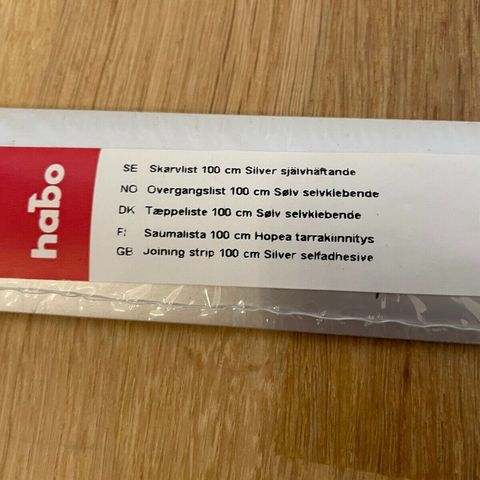 habo
SE Skarvlist 100 cm Silver självhäftande
NO Overgangslist 100 cm Sølv selvklebende
DK Tæppeliste 100 cm Sølv selvklebende
FI Saumalista 100 cm Hopea tarrakiinnitys
GB Joining strip 100 cm Silver selfadhesive